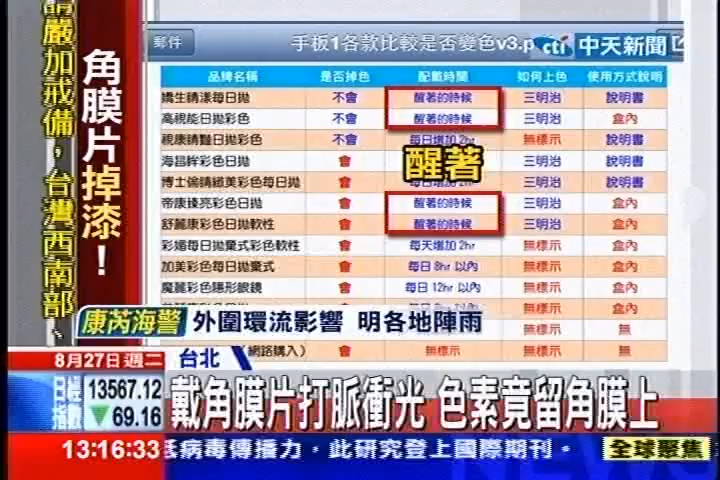 請嚴加戒備，台灣西南部、
角膜片掉漆！
郵件
手板1各款比較是否變色v3.p
cti 中天新聞
品牌名稱 是否掉色 配戴時間 如何上色 使用方式說明
嬌生睛漾每日拋 不會 醒著的時候 三明治 說明書
高視能日拋彩色 不會 醒著的時候 三明治 盒內
視康睛豔日拋彩色 不會 每日增加2hr 無標示 說明書
海昌眸彩色日拋 會 三明治 說明書
博士倫睛緻美彩色每日拋 會 三明治 說明書
醒著
帝康臻亮彩色日拋 會 醒著的時候 三明治 盒內
舒麗康彩色日拋軟性 會 醒著的時候 三明治 盒內
彩媚每日拋棄式彩色軟性 會 每天增加2hr 無標示 盒內
加美彩色每日拋棄式 會 每日8hr以內 無標示 盒內
魔麗彩色隱形眼鏡 會 每日12hr以內 無標示 盒內
盒內
無標示 無
（網路購入） 會 無標示 無標示 無
康芮海警 外圍環流影響 明各地陣雨
8月27日週二
台北
日經指數
13567.12
▼69.16
戴角膜片打脈衝光 色素竟留角膜上
13:16:33
病毒傳播力，此研究登上國際期刊。
全球聚焦
NEWS